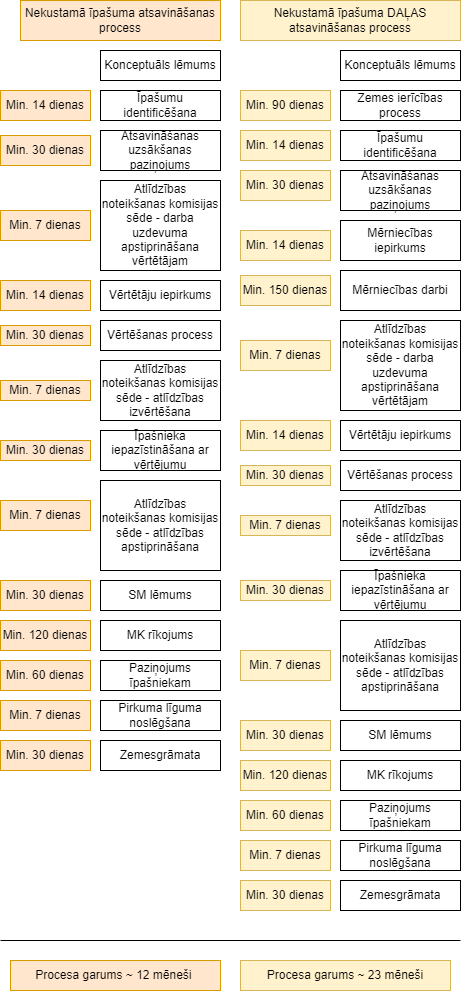 Nekustamā īpašuma atsavināšanas
process
Konceptuāls lēmums
Min. 14 dienas
Īpašumu
identificēšana
Min. 30 dienas
Atsavināšanas
uzsākšanas
paziņojums
Min. 7 dienas
Atlīdzības
noteikšanas komisijas
sēde - darba
uzdevuma
apstiprināšana
vērtētājam
Min. 14 dienas
Vērtētāju iepirkums
Min. 30 dienas
Vērtēšanas process
Min. 7 dienas
Atlīdzības
noteikšanas komisijas
sēde - atlīdzības
izvērtēšana
Min. 30 dienas
Īpašnieka
iepazīstināšana ar
vērtējumu
Min. 7 dienas
Atlīdzības
noteikšanas komisijas
sēde - atlīdzības
apstiprināšana
Min. 30 dienas
SM lēmums
Min. 120 dienas
MK rīkojums
Min. 60 dienas
Paziņojums
īpašniekam
Min. 7 dienas
Pirkuma līguma
noslēgšana
Min. 30 dienas
Zemesgrāmata
Procesa garums ~ 12 mēneši
Nekustamā īpašuma DAĻAS
atsavināšanas process
Konceptuāls lēmums
Min. 90 dienas
Zemes ierīcības
process
Min. 14 dienas
Īpašumu
identificēšana
Min. 30 dienas
Atsavināšanas
uzsākšanas
paziņojums
Min. 14 dienas
Mērniecības
iepirkums
Min. 150 dienas
Mērniecības darbi
Min. 7 dienas
Atlīdzības
noteikšanas komisijas
sēde - darba
uzdevuma
apstiprināšana
vērtētājam
Min. 14 dienas
Vērtētāju iepirkums
Min. 30 dienas
Vērtēšanas process
Min. 7 dienas
Atlīdzības
noteikšanas komisijas
sēde - atlīdzības
izvērtēšana
Min. 30 dienas
Īpašnieka
iepazīstināšana ar
vērtējumu
Min. 7 dienas
Atlīdzības
noteikšanas komisijas
sēde - atlīdzības
apstiprināšana
Min. 30 dienas
SM lēmums
Min. 120 dienas
MK rīkojums
Min. 60 dienas
Paziņojums
īpašniekam
Min. 7 dienas
Pirkuma līguma
noslēgšana
Min. 30 dienas
Zemesgrāmata
Procesa garums ~ 23 mēneši